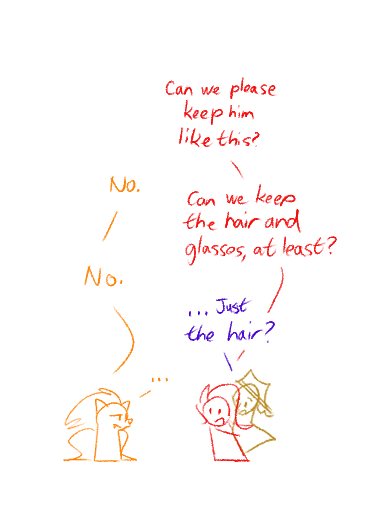 Can we please
keep him
like this?
No.
Can we keep
the hair and
glasses, at least?
No.
... Just
the hair?
...